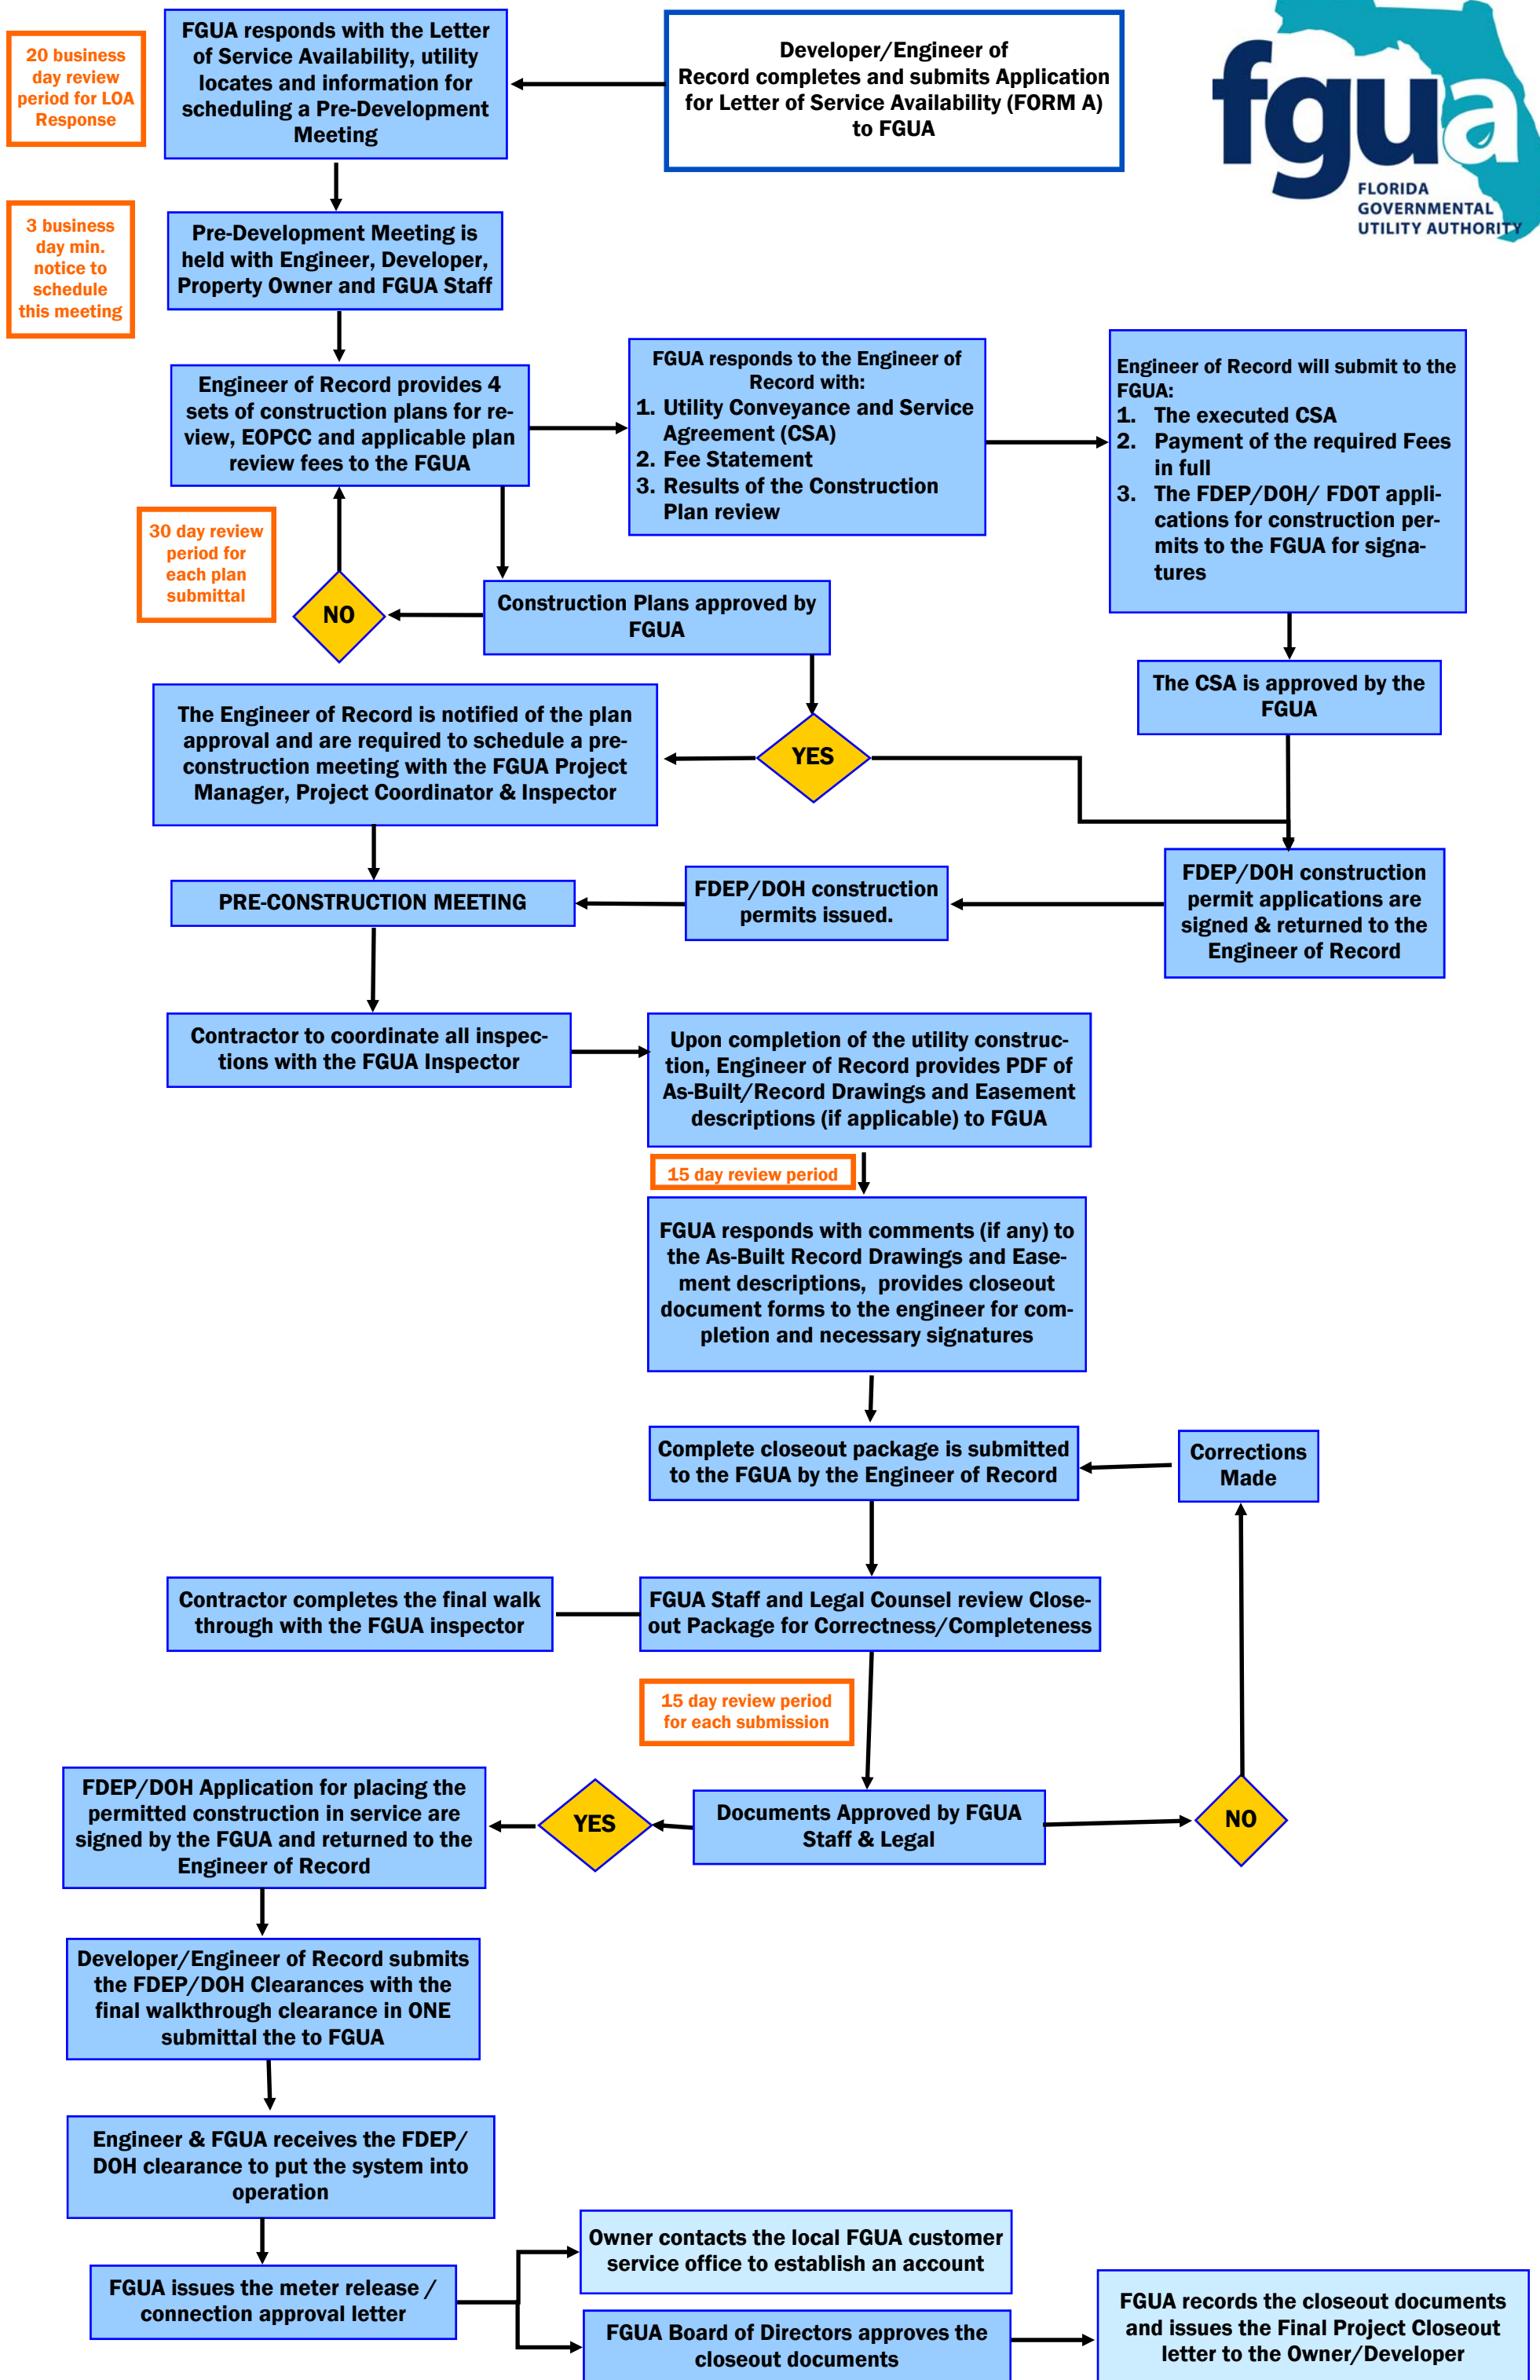 20 business
day review
period for LOA
Response
FGUA responds with the Letter
of Service Availability, utility
locates and information for
scheduling a Pre-Development
Meeting
Developer/Engineer of
Record completes and submits Application
for Letter of Service Availability (FORM A)
to FGUA
fgua
FLORIDA
GOVERNMENTAL
UTILITY AUTHORITY
3 business
day min.
notice to
schedule
this meeting
Pre-Development Meeting is
held with Engineer, Developer,
Property Owner and FGUA Staff
Engineer of Record provides 4
sets of construction plans for re-
view, EOPCC and applicable plan
review fees to the FGUA
FGUA responds to the Engineer of
Record with:
1. Utility Conveyance and Service
Agreement (CSA)
2. Fee Statement
3. Results of the Construction
Plan review
Engineer of Record will submit to the
FGUA:
1. The executed CSA
2. Payment of the required Fees
in full
3. The FDEP/DOH/ FDOT appli-
cations for construction per-
mits to the FGUA for signa-
tures
30 day review
period for
each plan
submittal
NO
Construction Plans approved by
FGUA
The CSA is approved by the
FGUA
The Engineer of Record is notified of the plan
approval and are required to schedule a pre-
construction meeting with the FGUA Project
Manager, Project Coordinator & Inspector
YES
PRE-CONSTRUCTION MEETING
FDEP/DOH construction
permits issued.
FDEP/DOH construction
permit applications are
signed & returned to the
Engineer of Record
Contractor to coordinate all inspec-
tions with the FGUA Inspector
Upon completion of the utility construc-
tion, Engineer of Record provides PDF of
As-Built/Record Drawings and Easement
descriptions (if applicable) to FGUA
15 day review period
FGUA responds with comments (if any) to
the As-Built Record Drawings and Ease-
ment descriptions, provides closeout
document forms to the engineer for com-
pletion and necessary signatures
Complete closeout package is submitted
to the FGUA by the Engineer of Record
Corrections
Made
Contractor completes the final walk
through with the FGUA inspector
FGUA Staff and Legal Counsel review Close-
out Package for Correctness/Completeness
15 day review period
for each submission
FDEP/DOH Application for placing the
permitted construction in service are
signed by the FGUA and returned to the
Engineer of Record
YES
Documents Approved by FGUA
Staff & Legal
NO
Developer/Engineer of Record submits
the FDEP/DOH Clearances with the
final walkthrough clearance in ONE
submittal the to FGUA
Engineer & FGUA receives the FDEP/
DOH clearance to put the system into
operation
FGUA issues the meter release /
connection approval letter
Owner contacts the local FGUA customer
service office to establish an account
FGUA Board of Directors approves the
closeout documents
FGUA records the closeout documents
and issues the Final Project Closeout
letter to the Owner/Developer